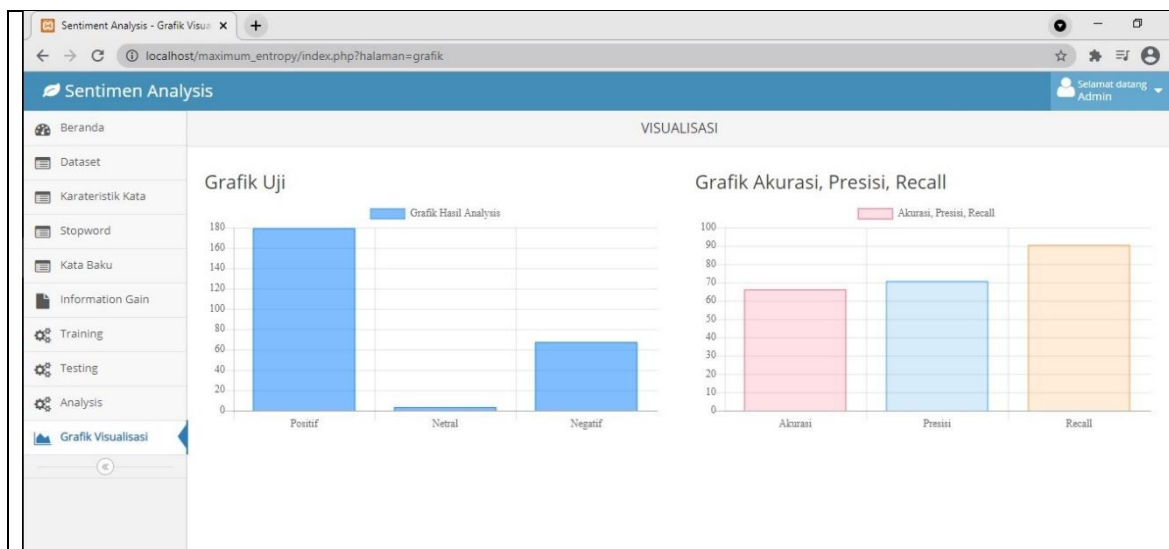 Sentiment Analysis - Grafik Visua
localhost/maximum_entropy/index.php?halaman=grafik
Sentimen Analysis
Selamat datang
Admin
Beranda
Dataset
Karateristik Kata
Stopword
Kata Baku
Information Gain
Training
Testing
Analysis
Grafik Visualisasi
VISUALISASI
Grafik Uji
Grafik Hasil Analysis
180
160
140
120
100
80
60
40
20
0
Positif Netral Negatif
Grafik Akurasi, Presisi, Recall
Akurasi, Presisi, Recall
100
90
80
70
60
50
40
30
20
10
0
Akurasi Presisi Recall